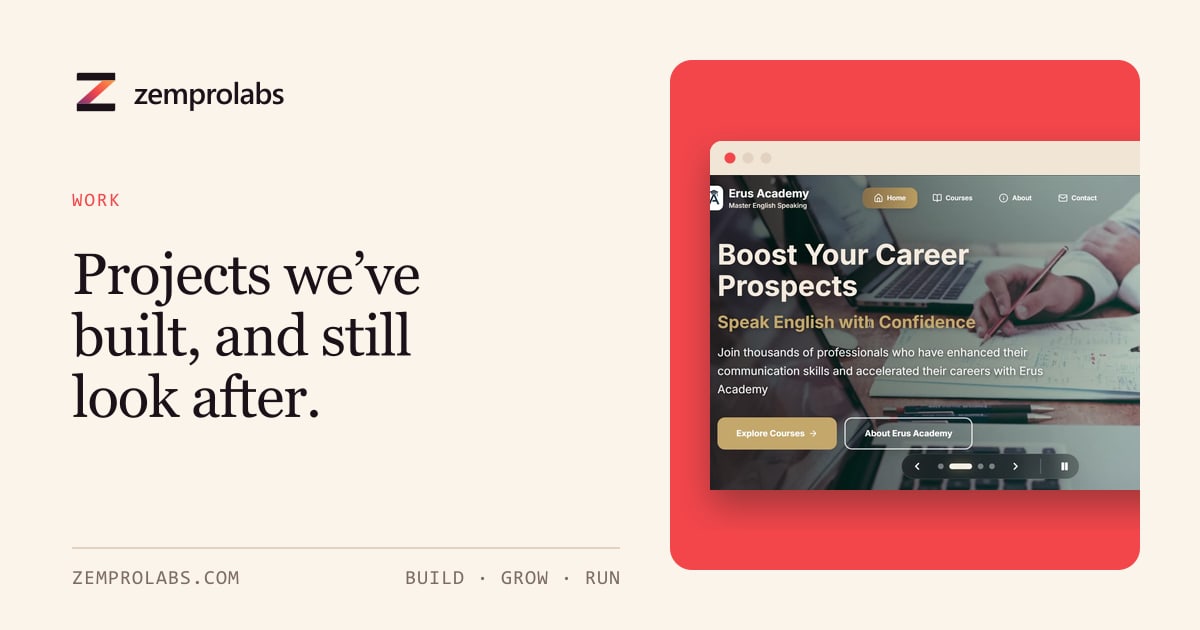 zemprolabs
WORK
Projects we’ve
built, and still
look after.
ZEMPROLABS.COM
BUILD · GROW · RUN
Erus Academy
Master English Speaking
Home
Courses
About
Contact
Boost Your Career
Prospects
Speak English with Confidence
Join thousands of professionals who have enhanced their
communication skills and accelerated their careers with Erus
Academy
Explore Courses →
About Erus Academy